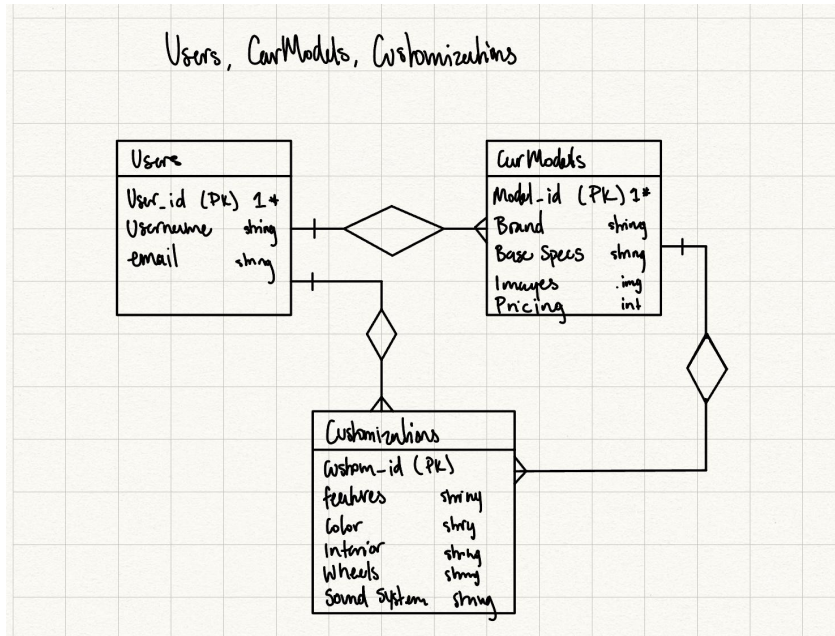 Users, CarModels, Customizations
Users
User_id (PK) 1*
Username string
email string
CarModels
Model_id (PK) 1*
Brand string
Base Specs string
Images .img
Pricing int
Customizations
custom_id (PK)
features string
Color string
Interior string
Wheels string
Sound System string